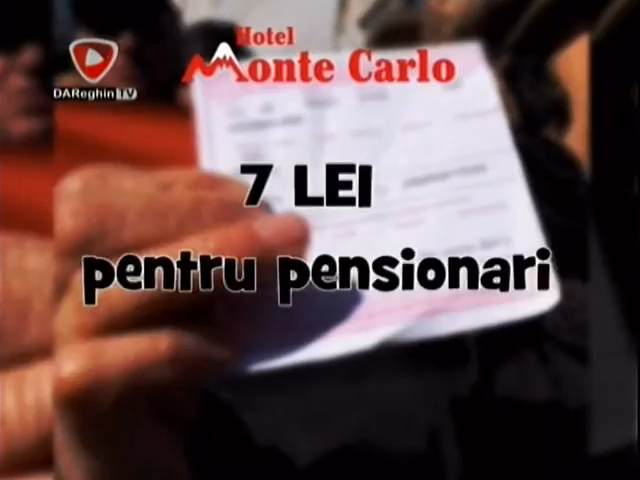 Hotel
Monte Carlo
DAReghin TV
7 LEI
pentru pensionari